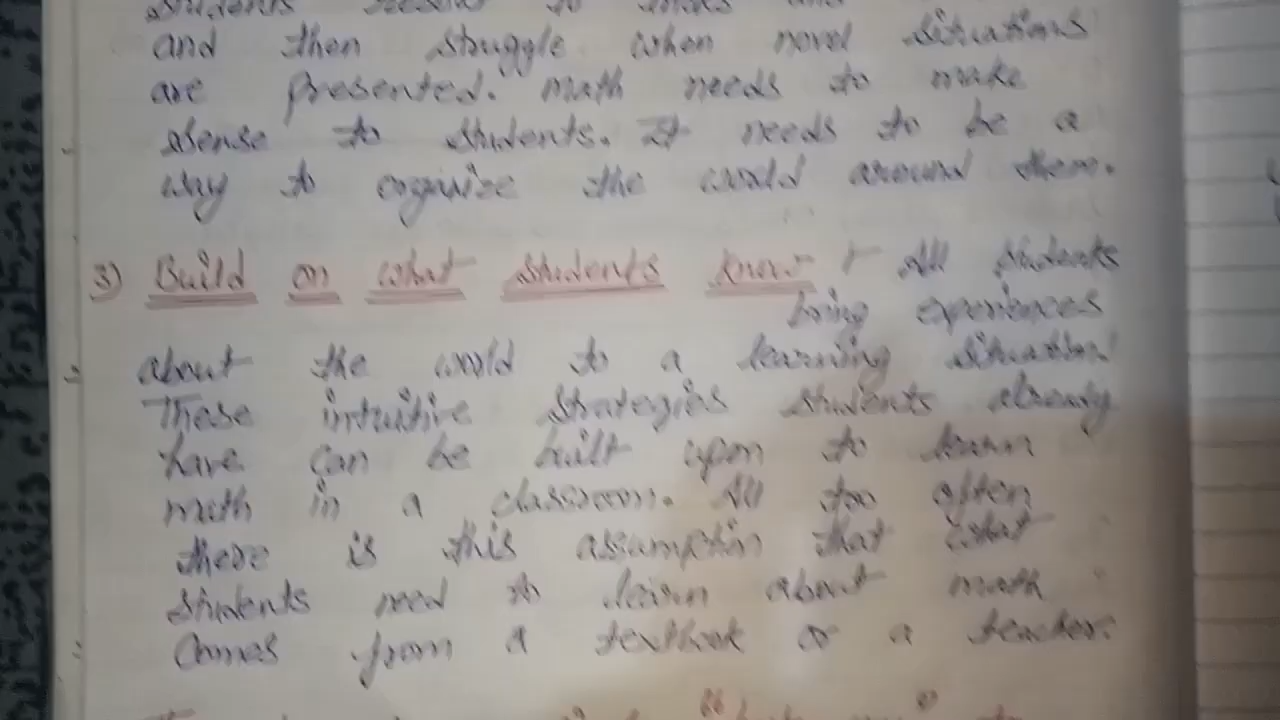 students resort to
and then struggle when novel situations
are presented. math needs to make
sense to students. It needs to be a
way to organize the world around them.
3) Build on what students know :- All students
bring experiences
about the world to a learning situation
These intuitive strategies students already
have can be built upon to learn
math in a classroom. All too often
there is this assumption that what
students need to learn about math
comes from a textbook or a teacher.